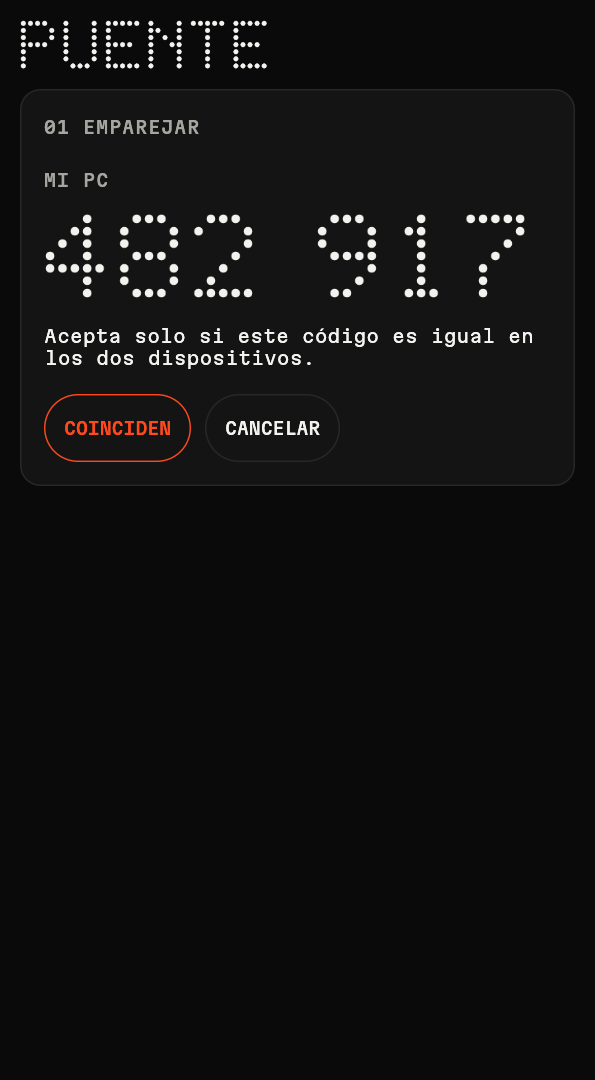 PUENTE
01 EMPAREJAR
MI PC
482 917
Acepta solo si este código es igual en
los dos dispositivos.
COINCIDEN CANCELAR